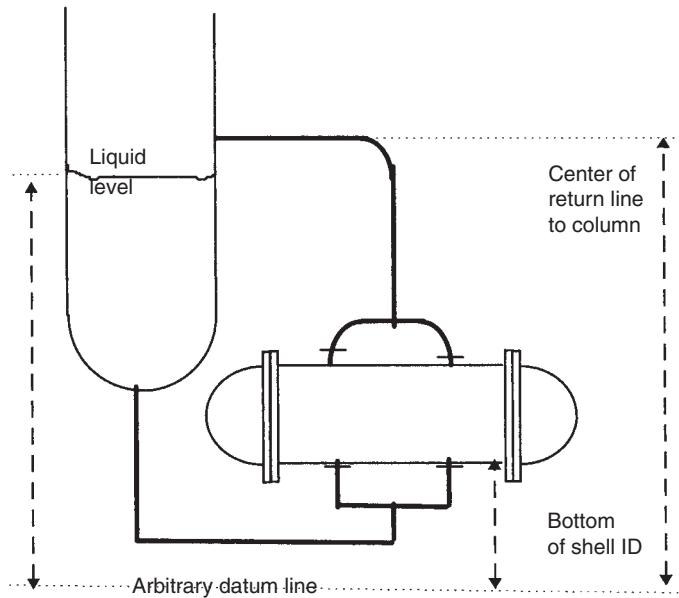 Liquid
level
Center of
return line
to column
Bottom
of shell ID
Arbitrary datum line